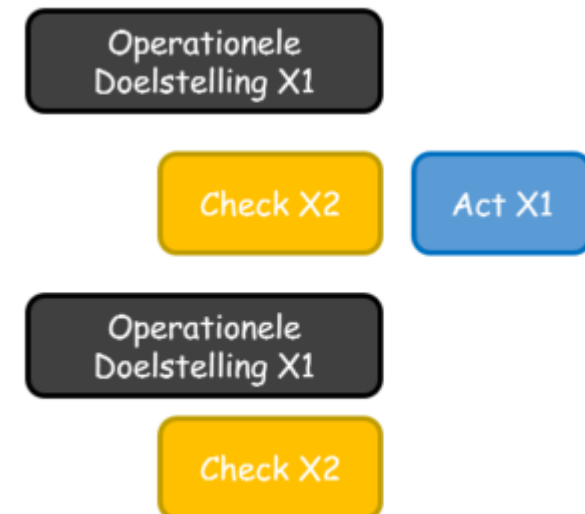 Operationele
Doelstelling X1
Check X2
Act X1
Operationele
Doelstelling X1
Check X2